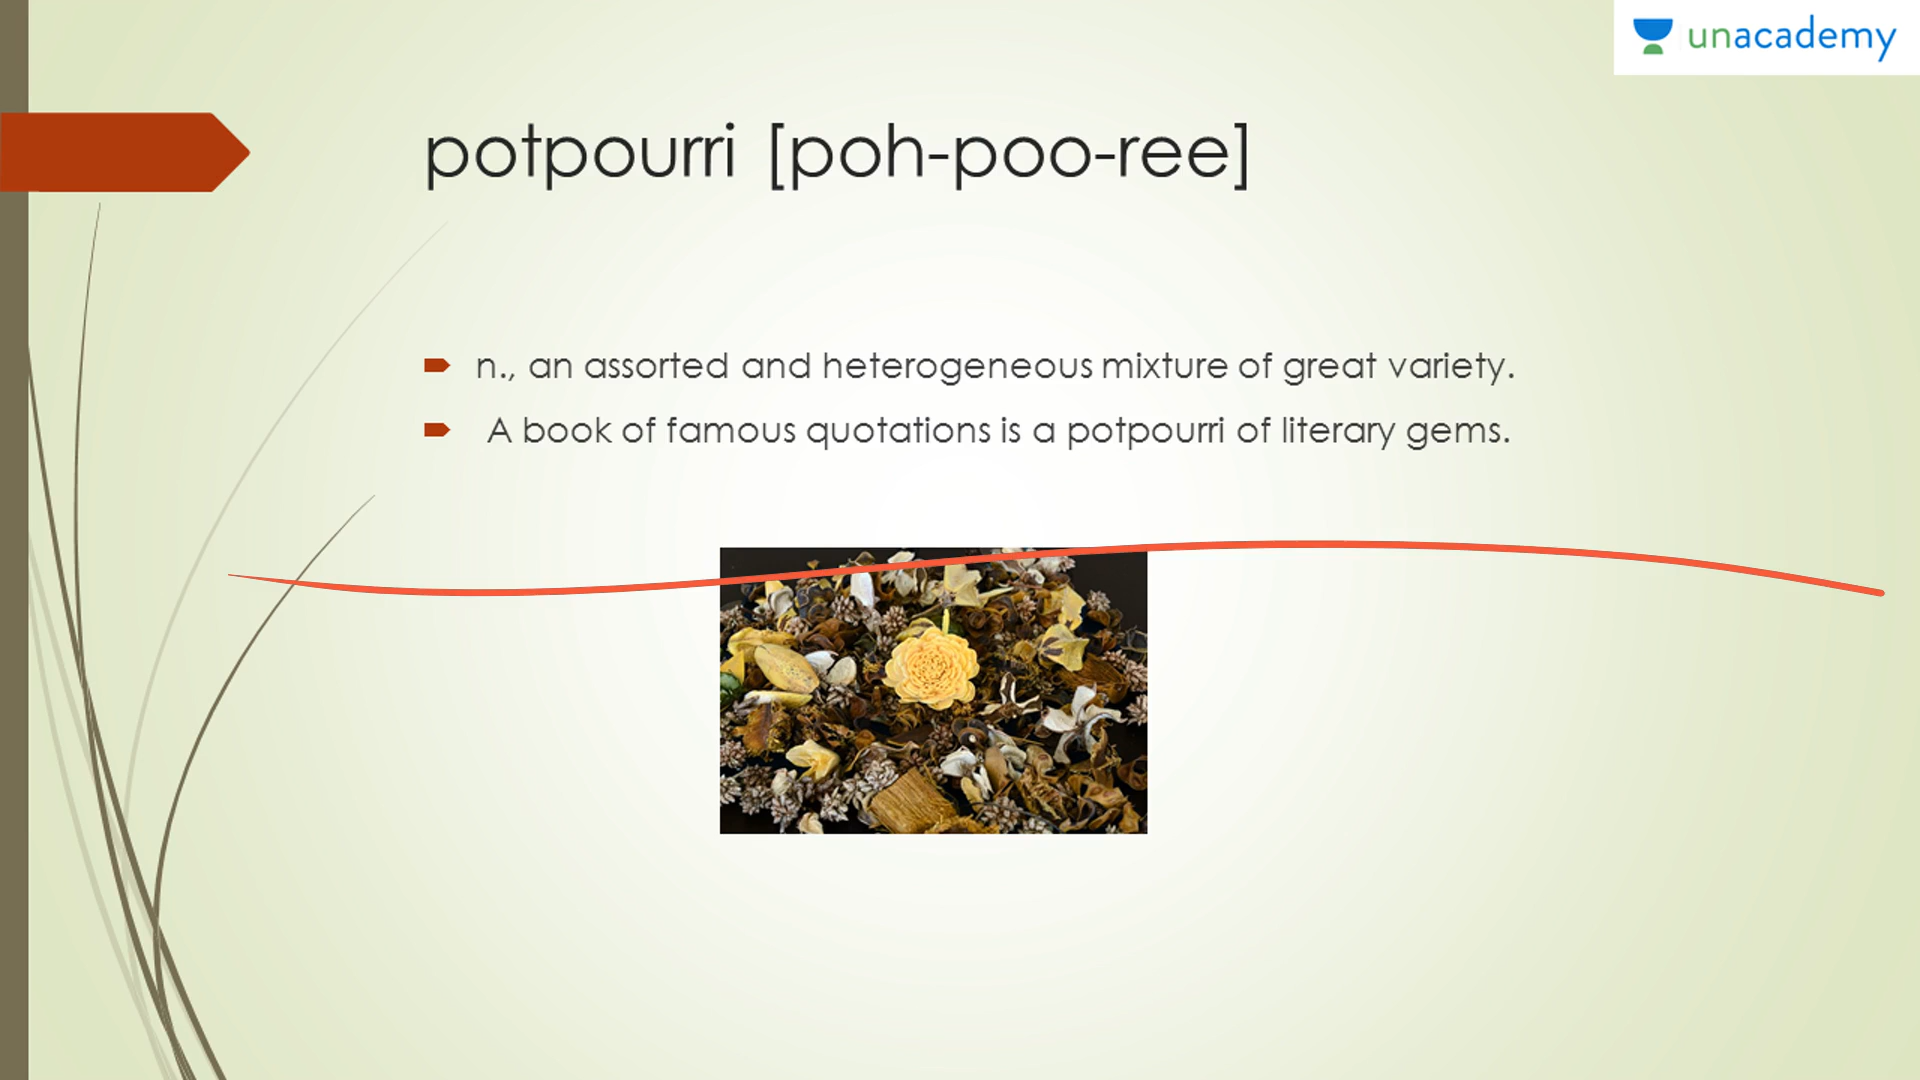 unacademy
potpourri [poh-poo-ree]
n., an assorted and heterogeneous mixture of great variety.
A book of famous quotations is a potpourri of literary gems.